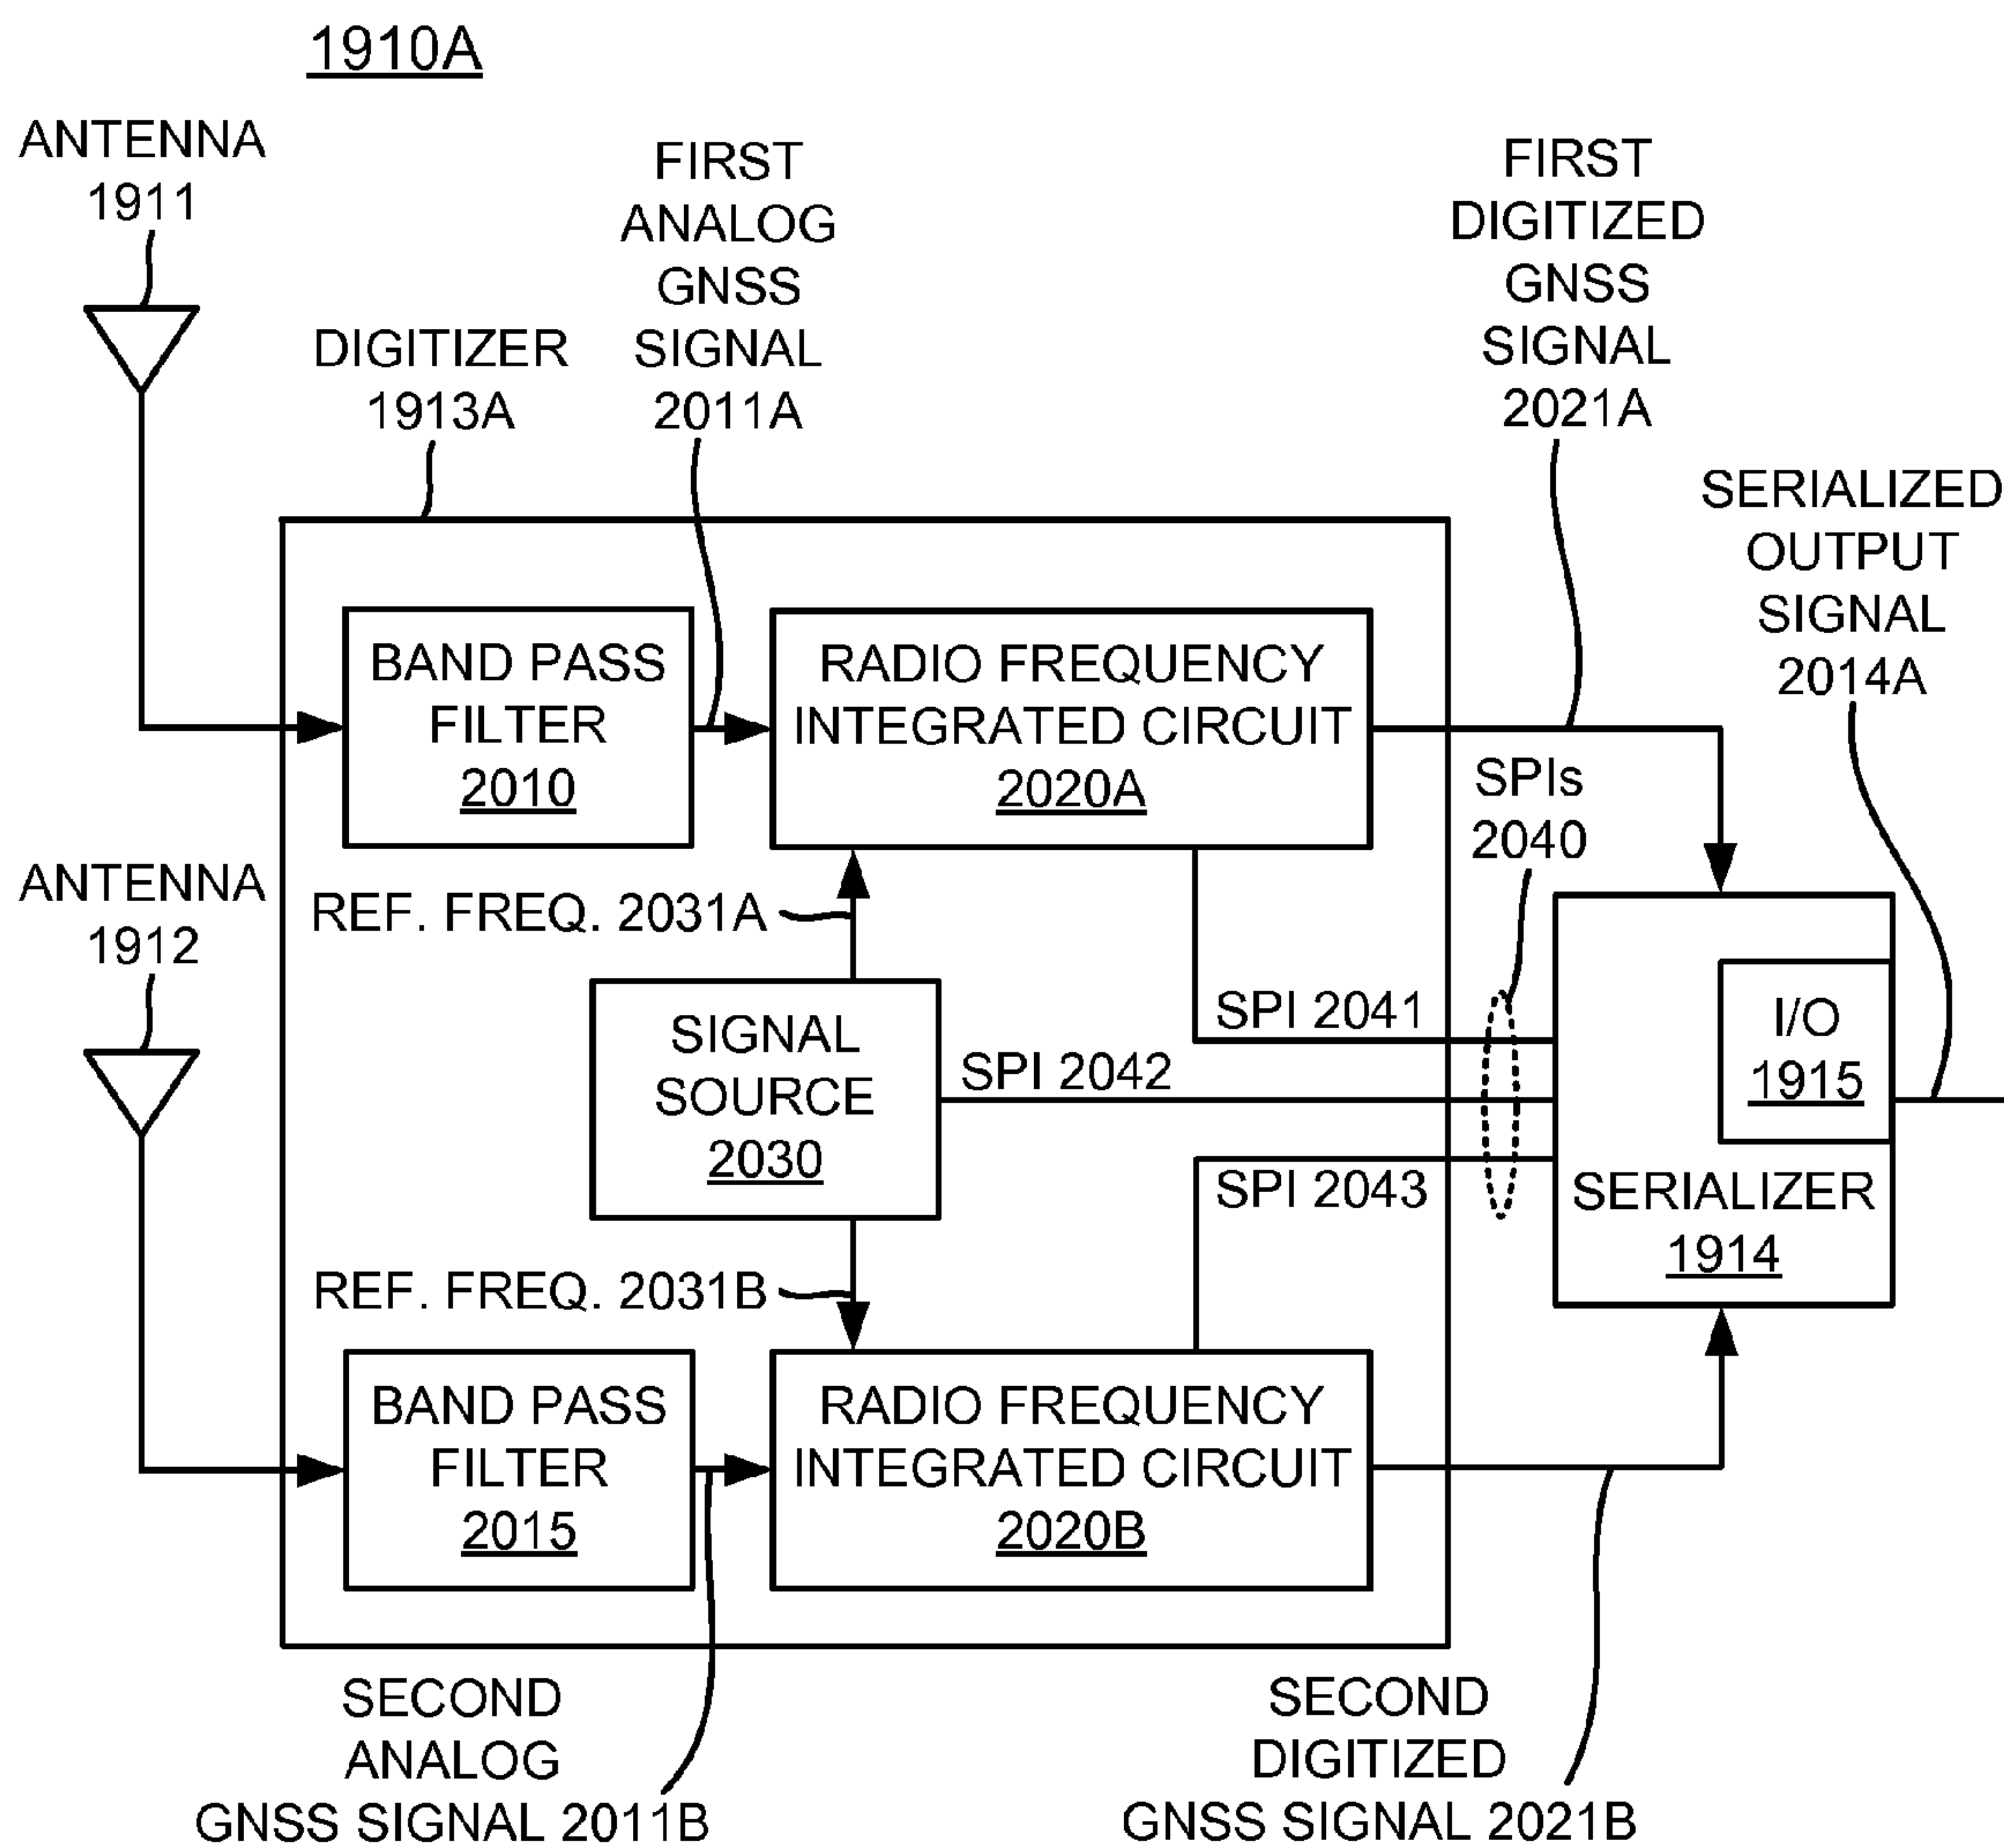 1910A
ANTENNA
1911
DIGITIZER
1913A
FIRST
ANALOG
GNSS
SIGNAL
2011A
FIRST
DIGITIZED
GNSS
SIGNAL
2021A
SERIALIZED
OUTPUT
SIGNAL
2014A
BAND PASS
FILTER
2010
RADIO FREQUENCY
INTEGRATED CIRCUIT
2020A
SPIs
2040
ANTENNA
1912
REF. FREQ. 2031A
SIGNAL
SOURCE
2030
SPI 2041
SPI 2042
SPI 2043
I/O
1915
SERIALIZER
1914
REF. FREQ. 2031B
BAND PASS
FILTER
2015
RADIO FREQUENCY
INTEGRATED CIRCUIT
2020B
SECOND
ANALOG
GNSS SIGNAL 2011B
SECOND
DIGITIZED
GNSS SIGNAL 2021B